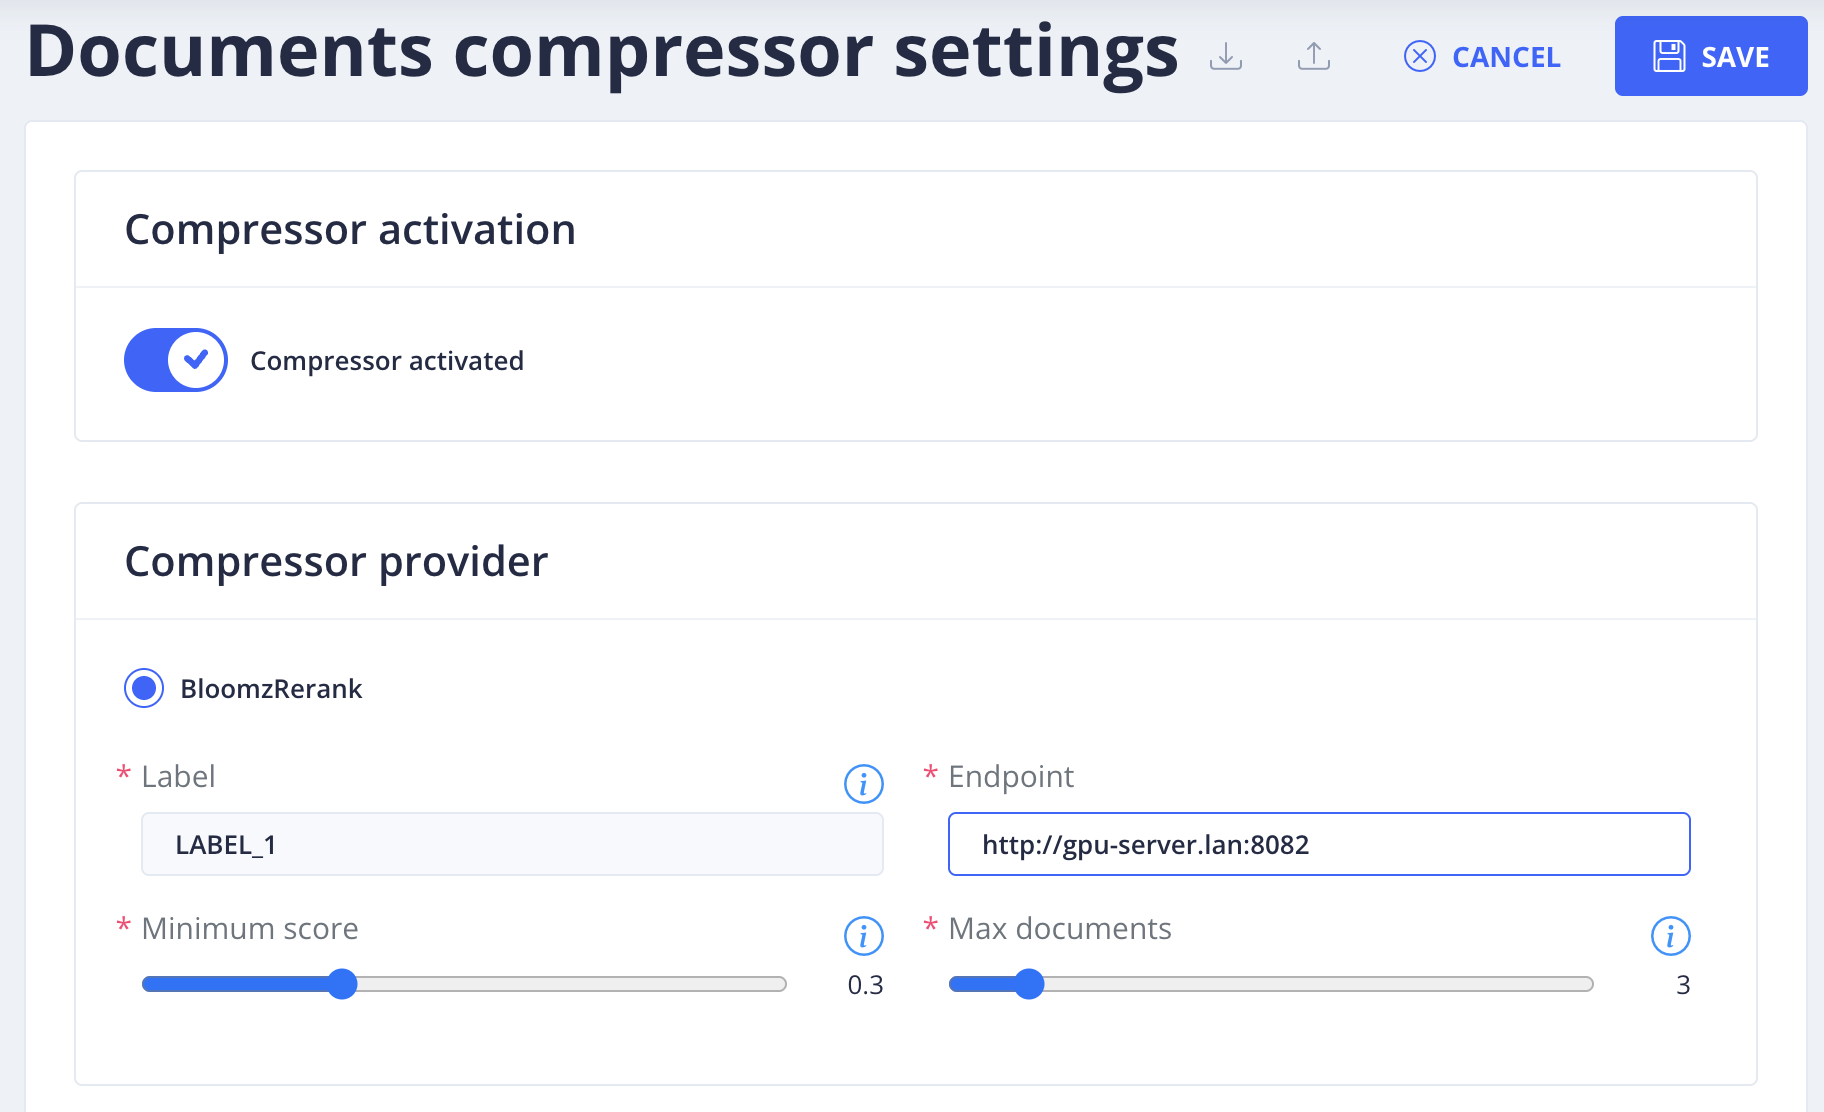 Documents compressor settings
CANCEL
SAVE
Compressor activation
Compressor activated
Compressor provider
BloomzRerank
* Label
* Endpoint
LABEL_1
http://gpu-server.lan:8082
* Minimum score
* Max documents
0.3
3